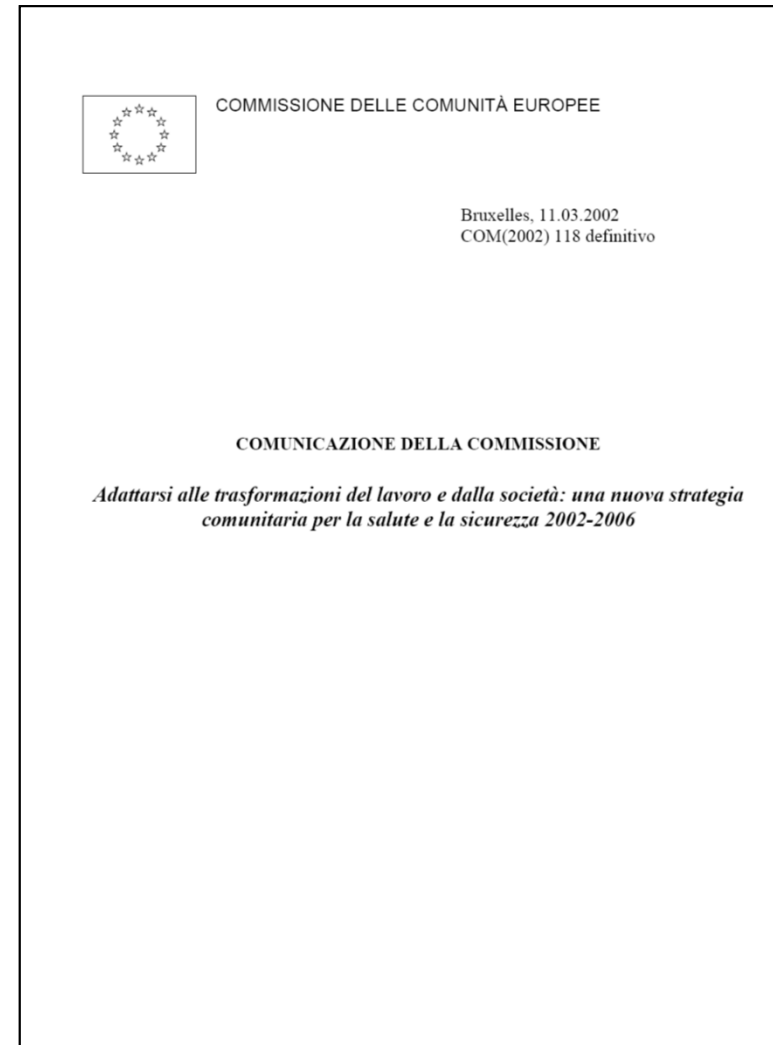 COMMISSIONE DELLE COMUNITÀ EUROPEE
Bruxelles, 11.03.2002
COM(2002) 118 definitivo
COMUNICAZIONE DELLA COMMISSIONE
Adattarsi alle trasformazioni del lavoro e dalla società: una nuova strategia
comunitaria per la salute e la sicurezza 2002-2006